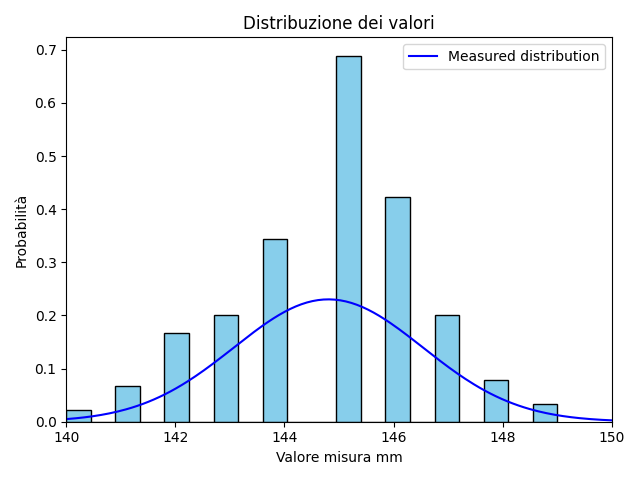 Distribuzione dei valori
Measured distribution
Probabilità
0.7
0.6
0.5
0.4
0.3
0.2
0.1
0.0
140 142 144 146 148 150
Valore misura mm